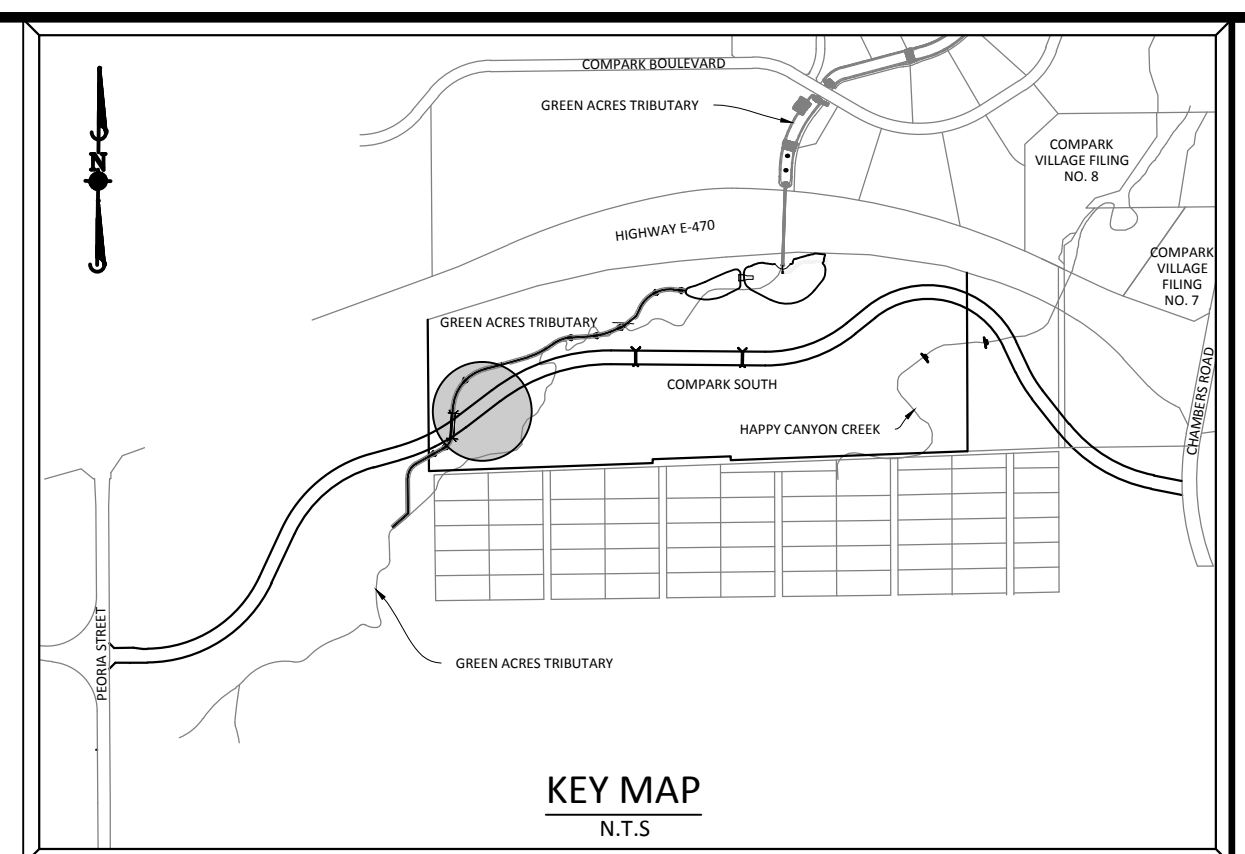 COMPARK BOULEVARD
GREEN ACRES TRIBUTARY
COMPARK
VILLAGE FILING
NO. 8
N
HIGHWAY E-470
COMPARK
VILLAGE
FILING
NO. 7
GREEN ACRES TRIBUTARY
COMPARK SOUTH
CHAMBERS ROAD
HAPPY CANYON CREEK
PEORIA STREET
GREEN ACRES TRIBUTARY
KEY MAP
N.T.S